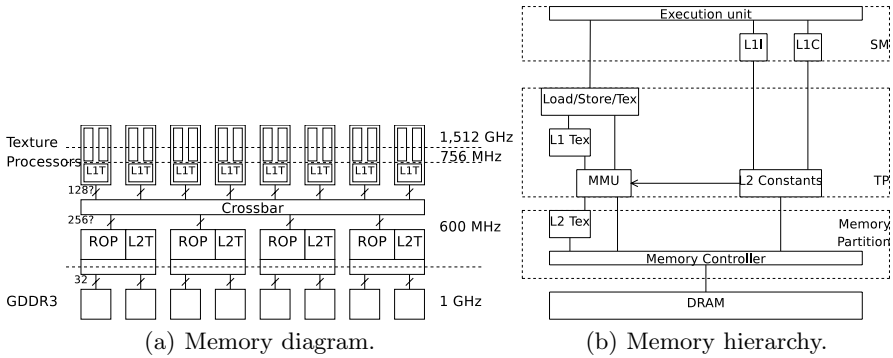 Texture
Processors
L1T L1T L1T L1T L1T L1T L1T L1T
1,512 GHz
756 MHz
128?
Crossbar
256?
600 MHz
ROP L2T ROP L2T ROP L2T ROP L2T
32
GDDR3
1 GHz
(a) Memory diagram.
Execution unit
L1I L1C
SM
Load/Store/Tex
L1 Tex
MMU
L2 Constants
TP
L2 Tex
Memory
Partition
Memory Controller
DRAM
(b) Memory hierarchy.